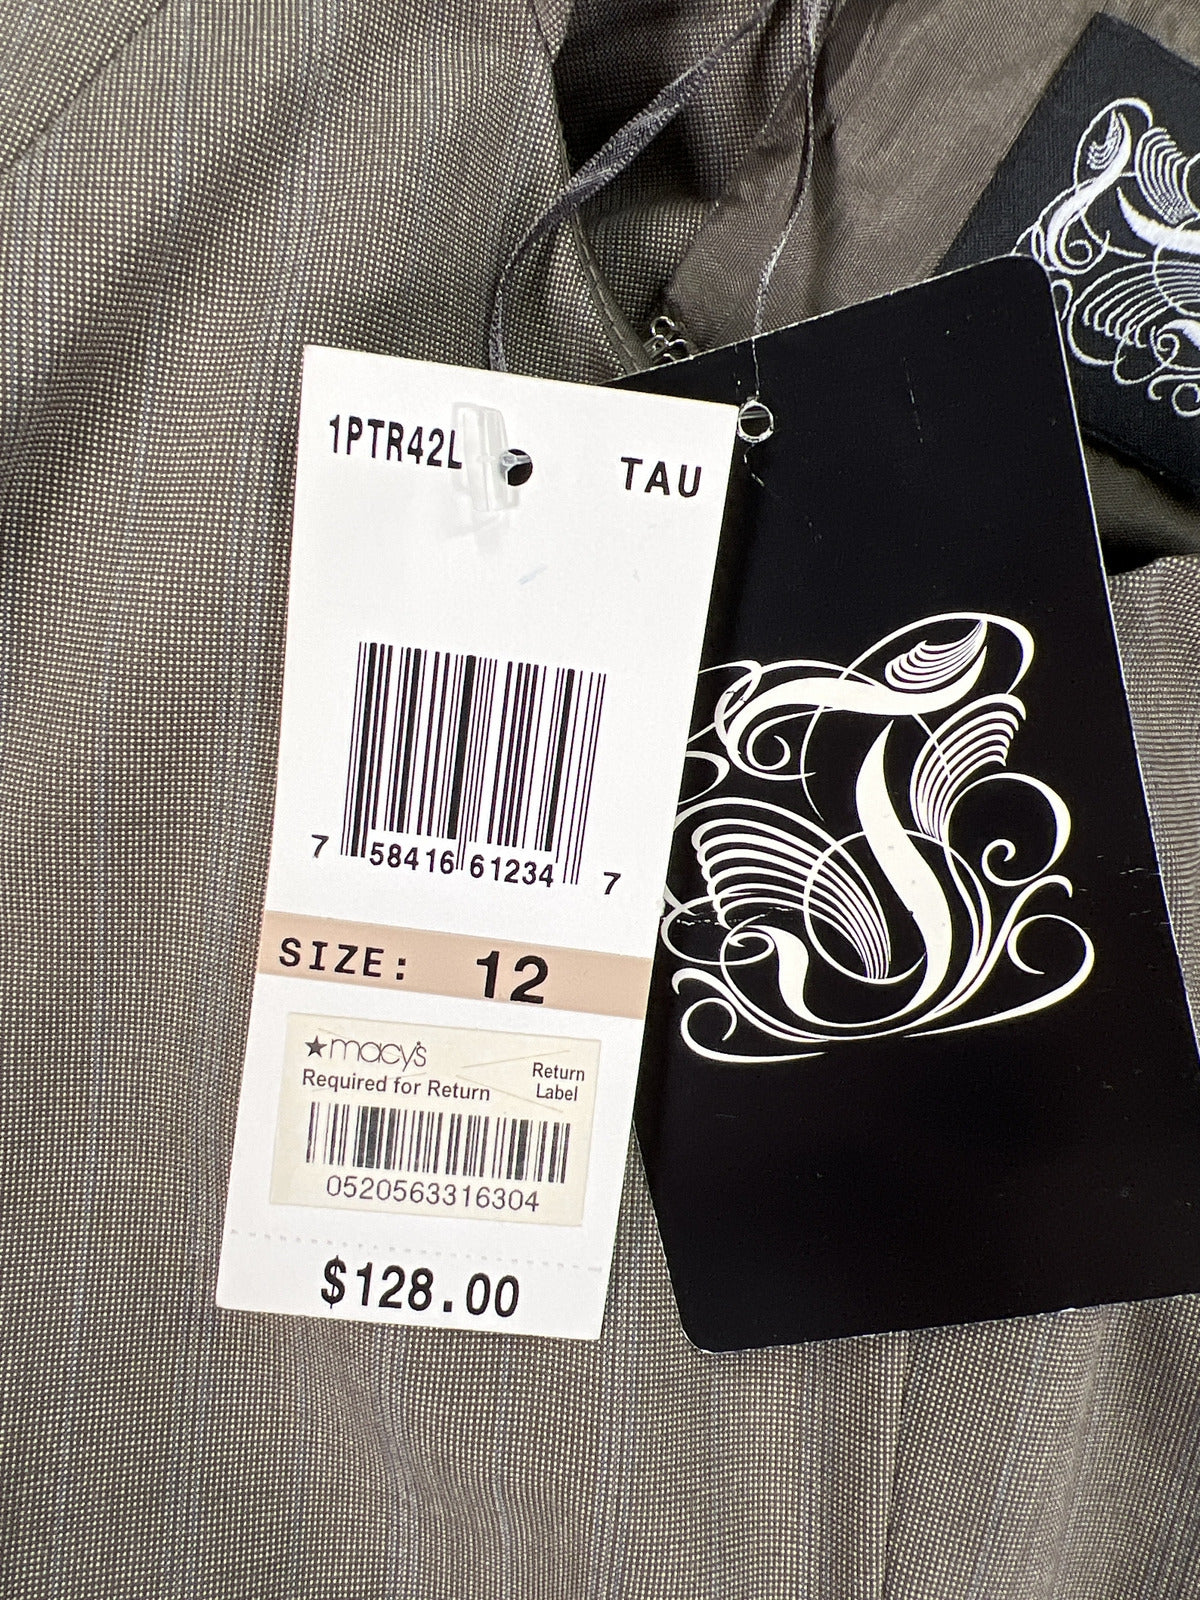 1PTR42L
TAU
7 58416 61234 7
SIZE: 12
★macy's
Required for Return
Return
Label
0520563316304
$128.00